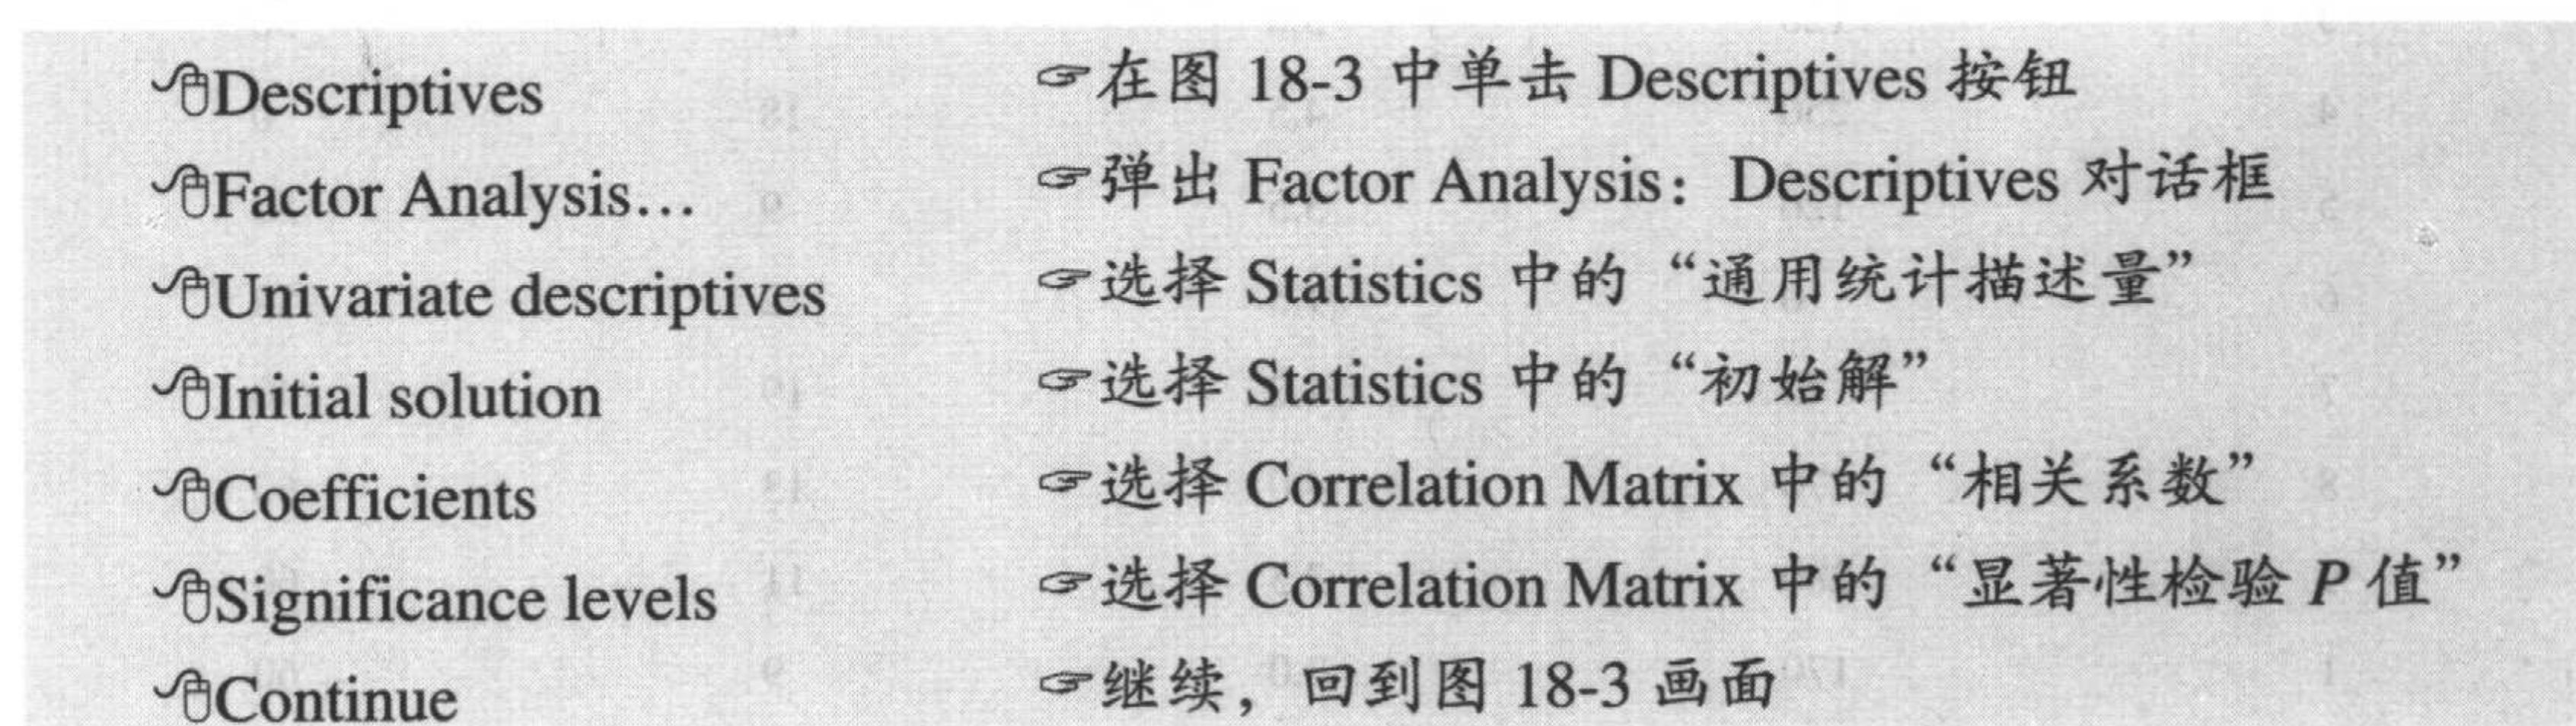 Descriptives ☞在图 18-3 中单击 Descriptives 按钮
Factor Analysis… ☞弹出 Factor Analysis：Descriptives 对话框
Univariate descriptives ☞选择 Statistics 中的“通用统计描述量”
Initial solution ☞选择 Statistics 中的“初始解”
Coefficients ☞选择 Correlation Matrix 中的“相关系数”
Significance levels ☞选择 Correlation Matrix 中的“显著性检验 P 值”
Continue ☞继续，回到图 18-3 画面